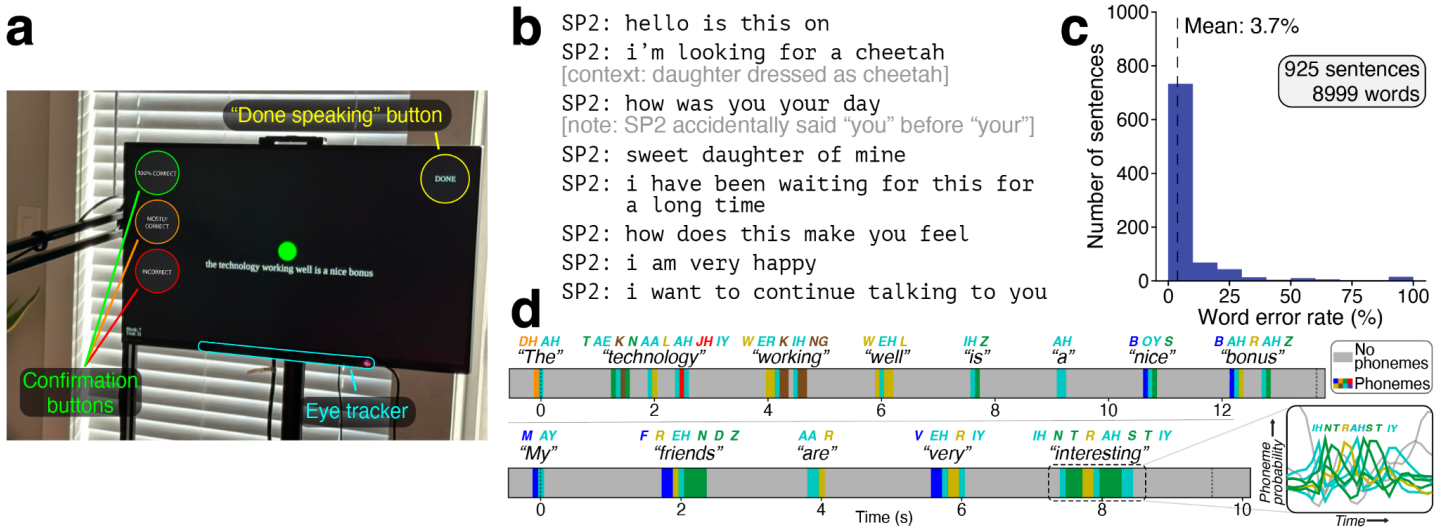 a
“Done speaking” button
100% CORRECT
MOSTLY
CORRECT
INCORRECT
DONE
the technology working well is a nice bonus
Confirmation
buttons
Eye tracker
b
SP2: hello is this on
SP2: i’m looking for a cheetah
[context: daughter dressed as cheetah]
SP2: how was you your day
[note: SP2 accidentally said “you” before “your”]
SP2: sweet daughter of mine
SP2: i have been waiting for this for
a long time
SP2: how does this make you feel
SP2: i am very happy
SP2: i want to continue talking to you
c
Mean: 3.7%
925 sentences
8999 words
Number of sentences
1000
800
600
400
200
0
0 25 50 75 100
Word error rate (%)
d
DH AH T AE K N AA L AH JH IY W ER K IH NG W EH L IH Z AH B OY S B AH R AH Z
“The” “technology” “working” “well” “is” “a” “nice” “bonus”
0 2 4 6 8 10 12
No
phonemes
Phonemes
M AY F R EH N D Z AA R V EH R IY IH N T R AH S T IY
“My” “friends” “are” “very” “interesting”
0 2 4 6 8 10
Time (s)
IH N T R AH S T IY
Phoneme
probability
Time